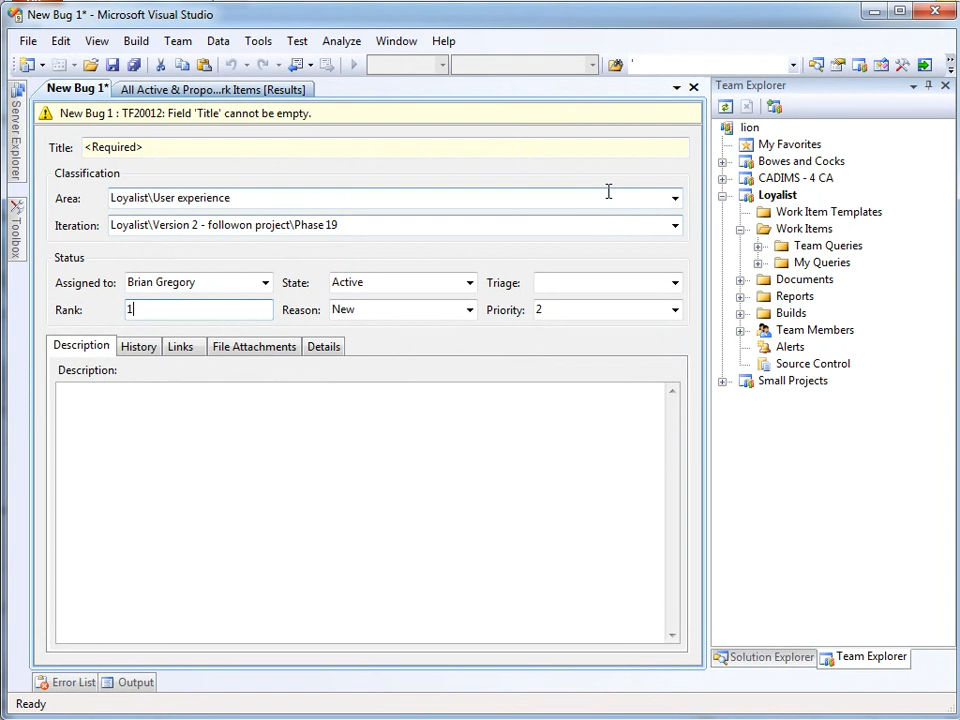 New Bug 1* - Microsoft Visual Studio
File Edit View Build Team Data Tools Test Analyze Window Help
'
New Bug 1* All Active & Propo...rk Items [Results]
New Bug 1 : TF20012: Field 'Title' cannot be empty.
Title: <Required>
Classification
Area: Loyalist\User experience
Iteration: Loyalist\Version 2 - followon project\Phase 19
Status
Assigned to: Brian Gregory State: Active Triage:
Rank: 1 Reason: New Priority: 2
Description History Links File Attachments Details
Description:
Server Explorer
Toolbox
Team Explorer
lion
My Favorites
Bowes and Cocks
CADIMS - 4 CA
Loyalist
Work Item Templates
Work Items
Team Queries
My Queries
Documents
Reports
Builds
Team Members
Alerts
Source Control
Small Projects
Solution Explorer Team Explorer
Error List Output
Ready